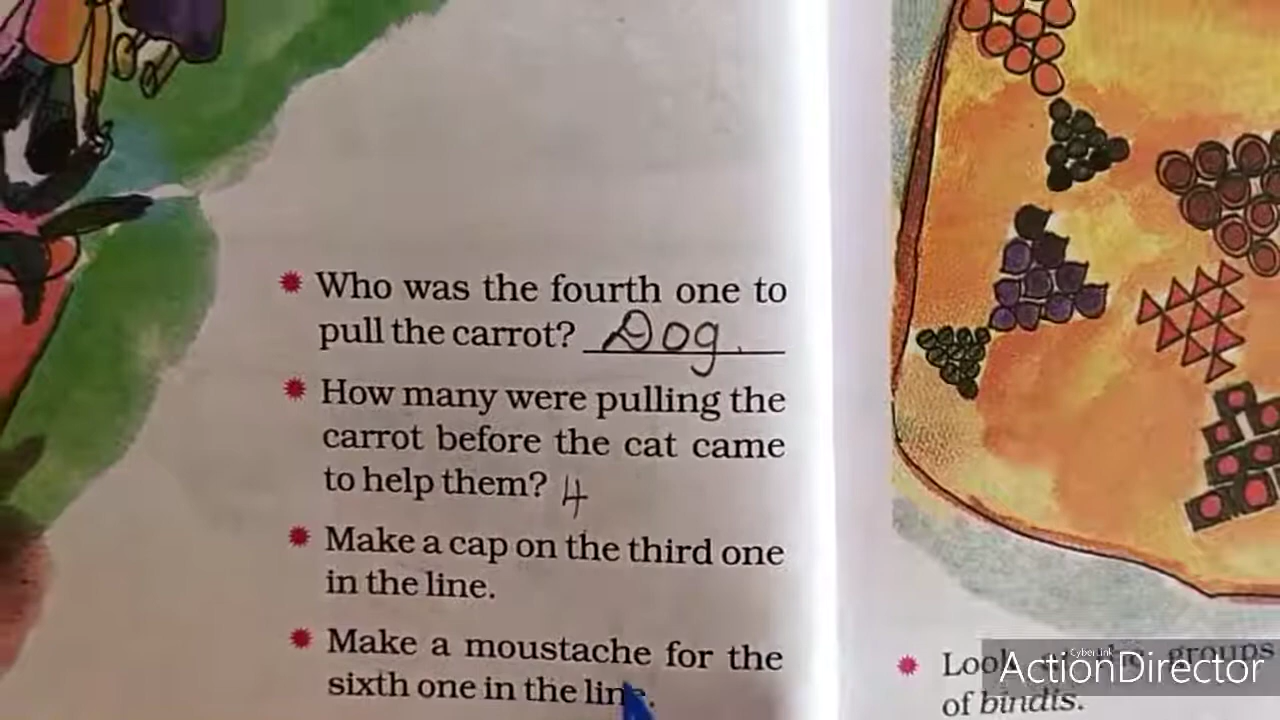 Who was the fourth one to
pull the carrot? Dog
How many were pulling the
carrot before the cat came
to help them? 4
Make a cap on the third one
in the line.
Make a moustache for the
sixth one in the line.
Look groups
of bindis.
CyberLink
ActionDirector